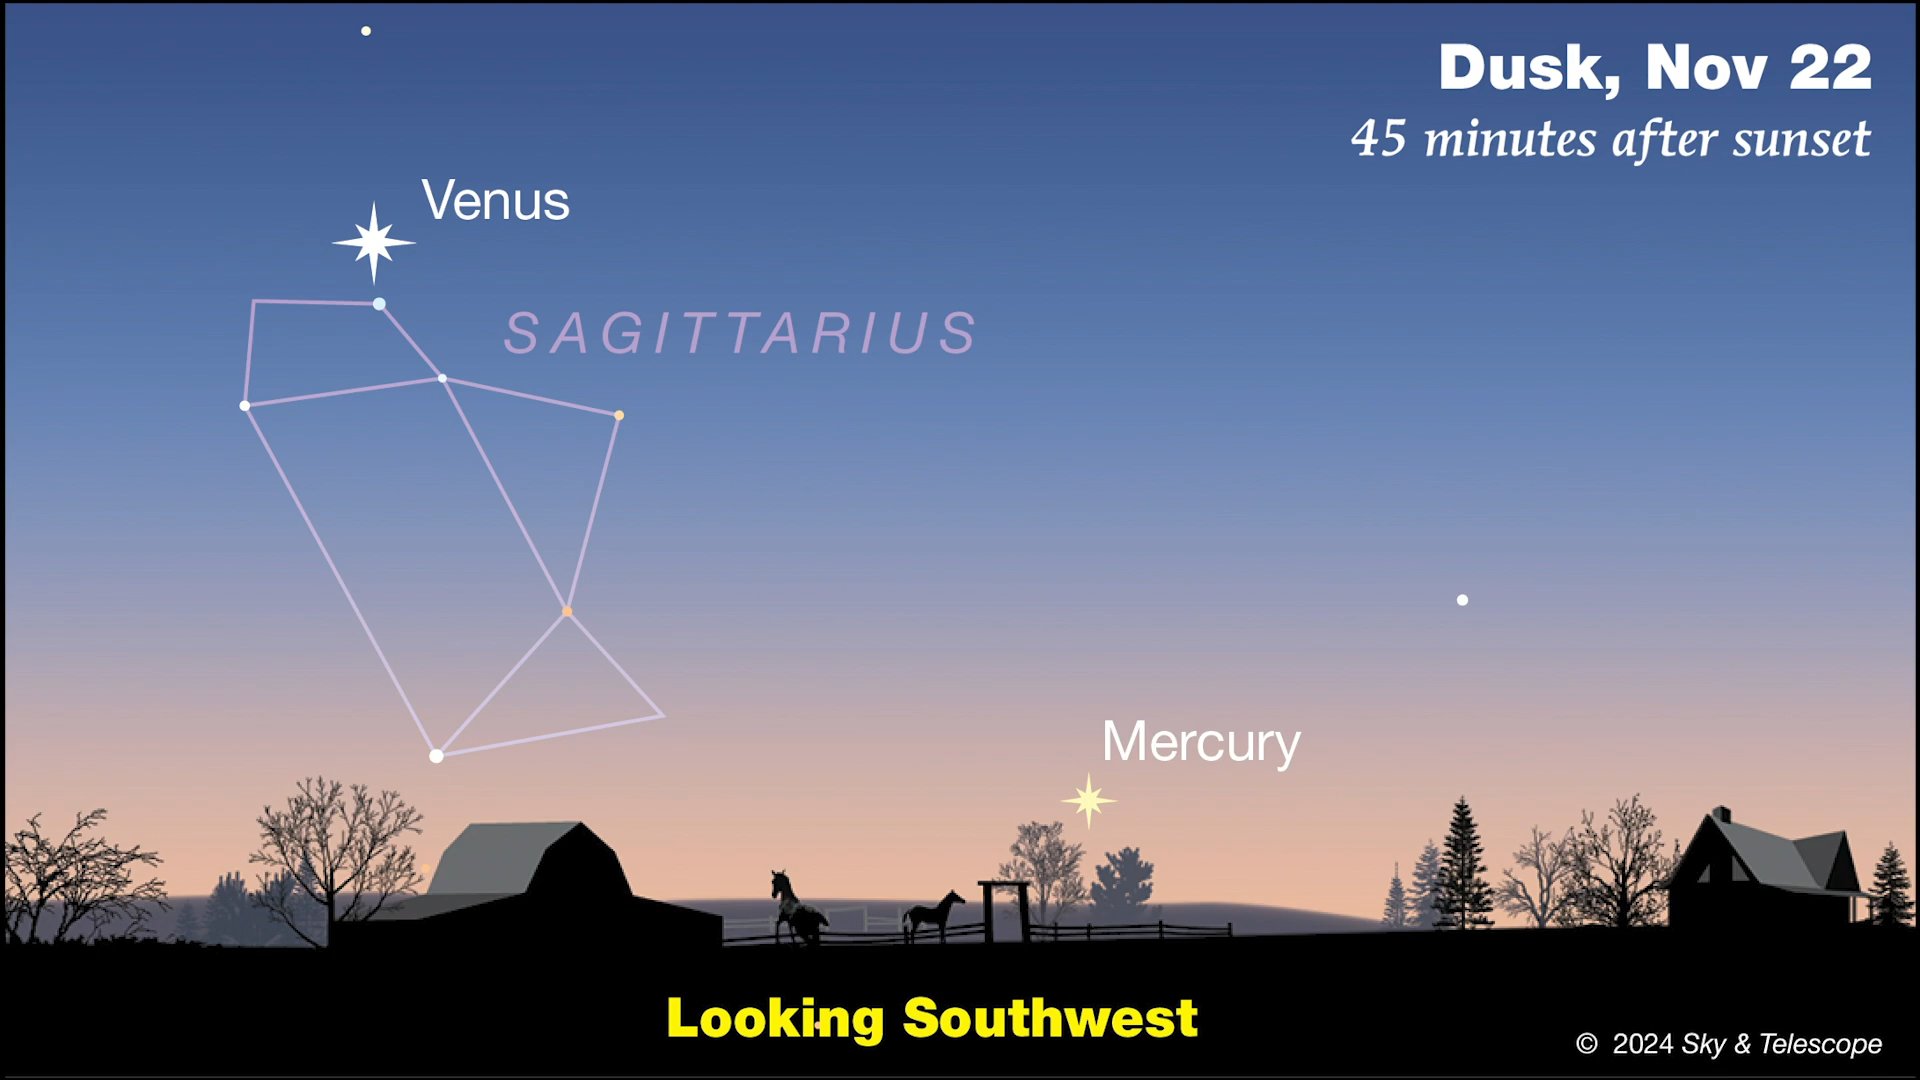 Dusk, Nov 22
45 minutes after sunset
Venus
SAGITTARIUS
Mercury
Looking Southwest
© 2024 Sky & Telescope